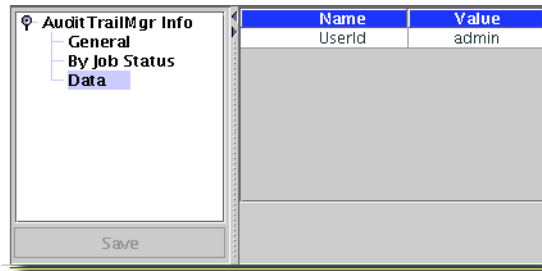 AuditTrailMgr Info
General
By Job Status
Data
Save
Name Value
UserId admin